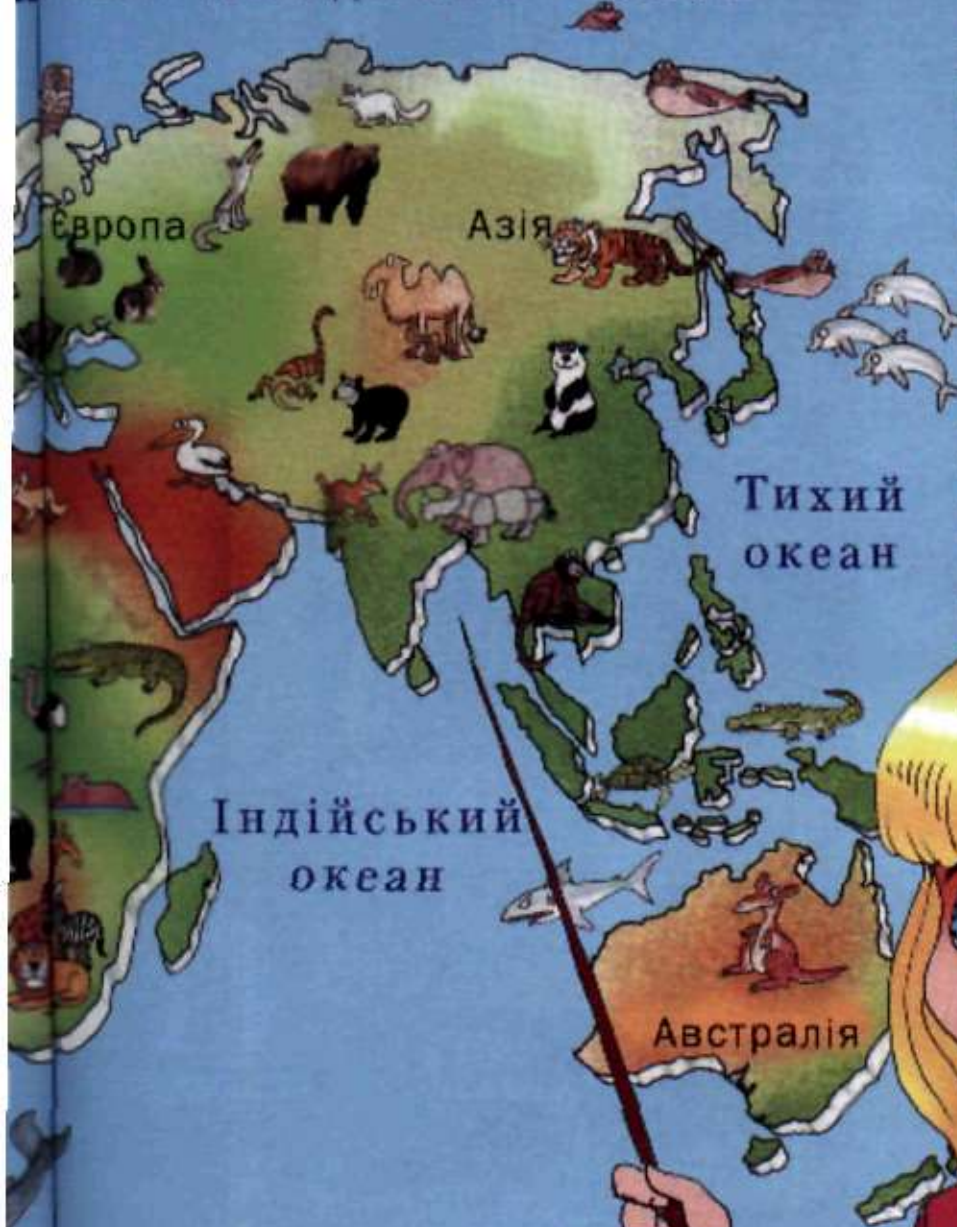 Європа
Азія
Тихий
океан
Індійський
океан
Австралія